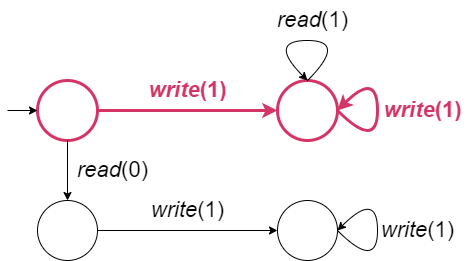 read(1)
write(1)
write(1)
read(0)
write(1)
write(1)